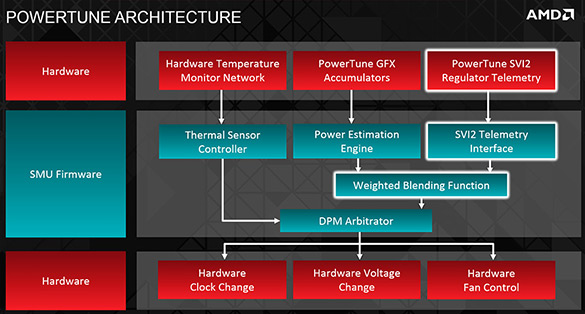 POWERTUNE ARCHITECTURE
AMD
Hardware
Hardware Temperature
Monitor Network
PowerTune GFX
Accumulators
PowerTune SVI2
Regulator Telemetry
SMU Firmware
Thermal Sensor
Controller
Power Estimation
Engine
SVI2 Telemetry
Interface
Weighted Blending Function
DPM Arbitrator
Hardware
Hardware
Clock Change
Hardware Voltage
Change
Hardware
Fan Control